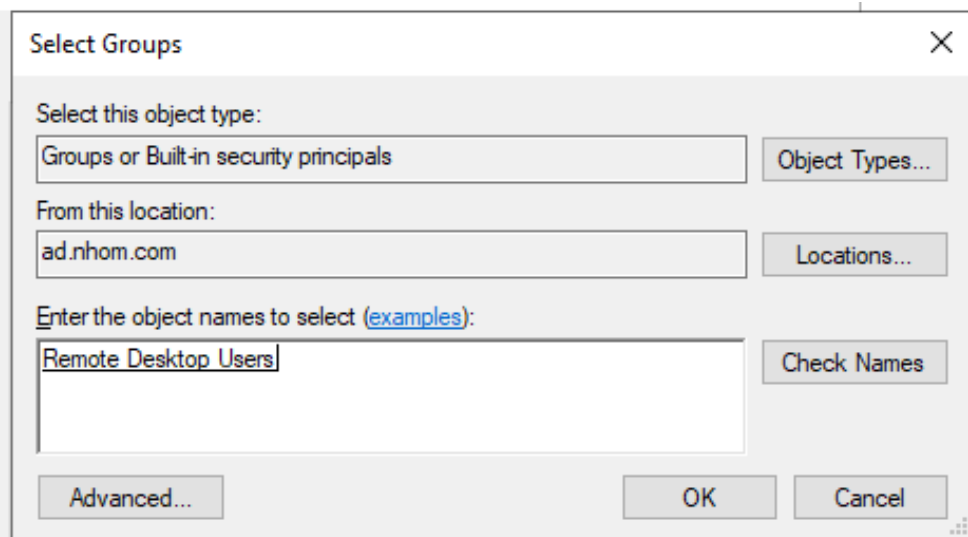 Select Groups
Select this object type:
Groups or Built-in security principals
Object Types...
From this location:
ad.nhom.com
Locations...
Enter the object names to select (examples):
Remote Desktop Users
Check Names
Advanced...
OK
Cancel